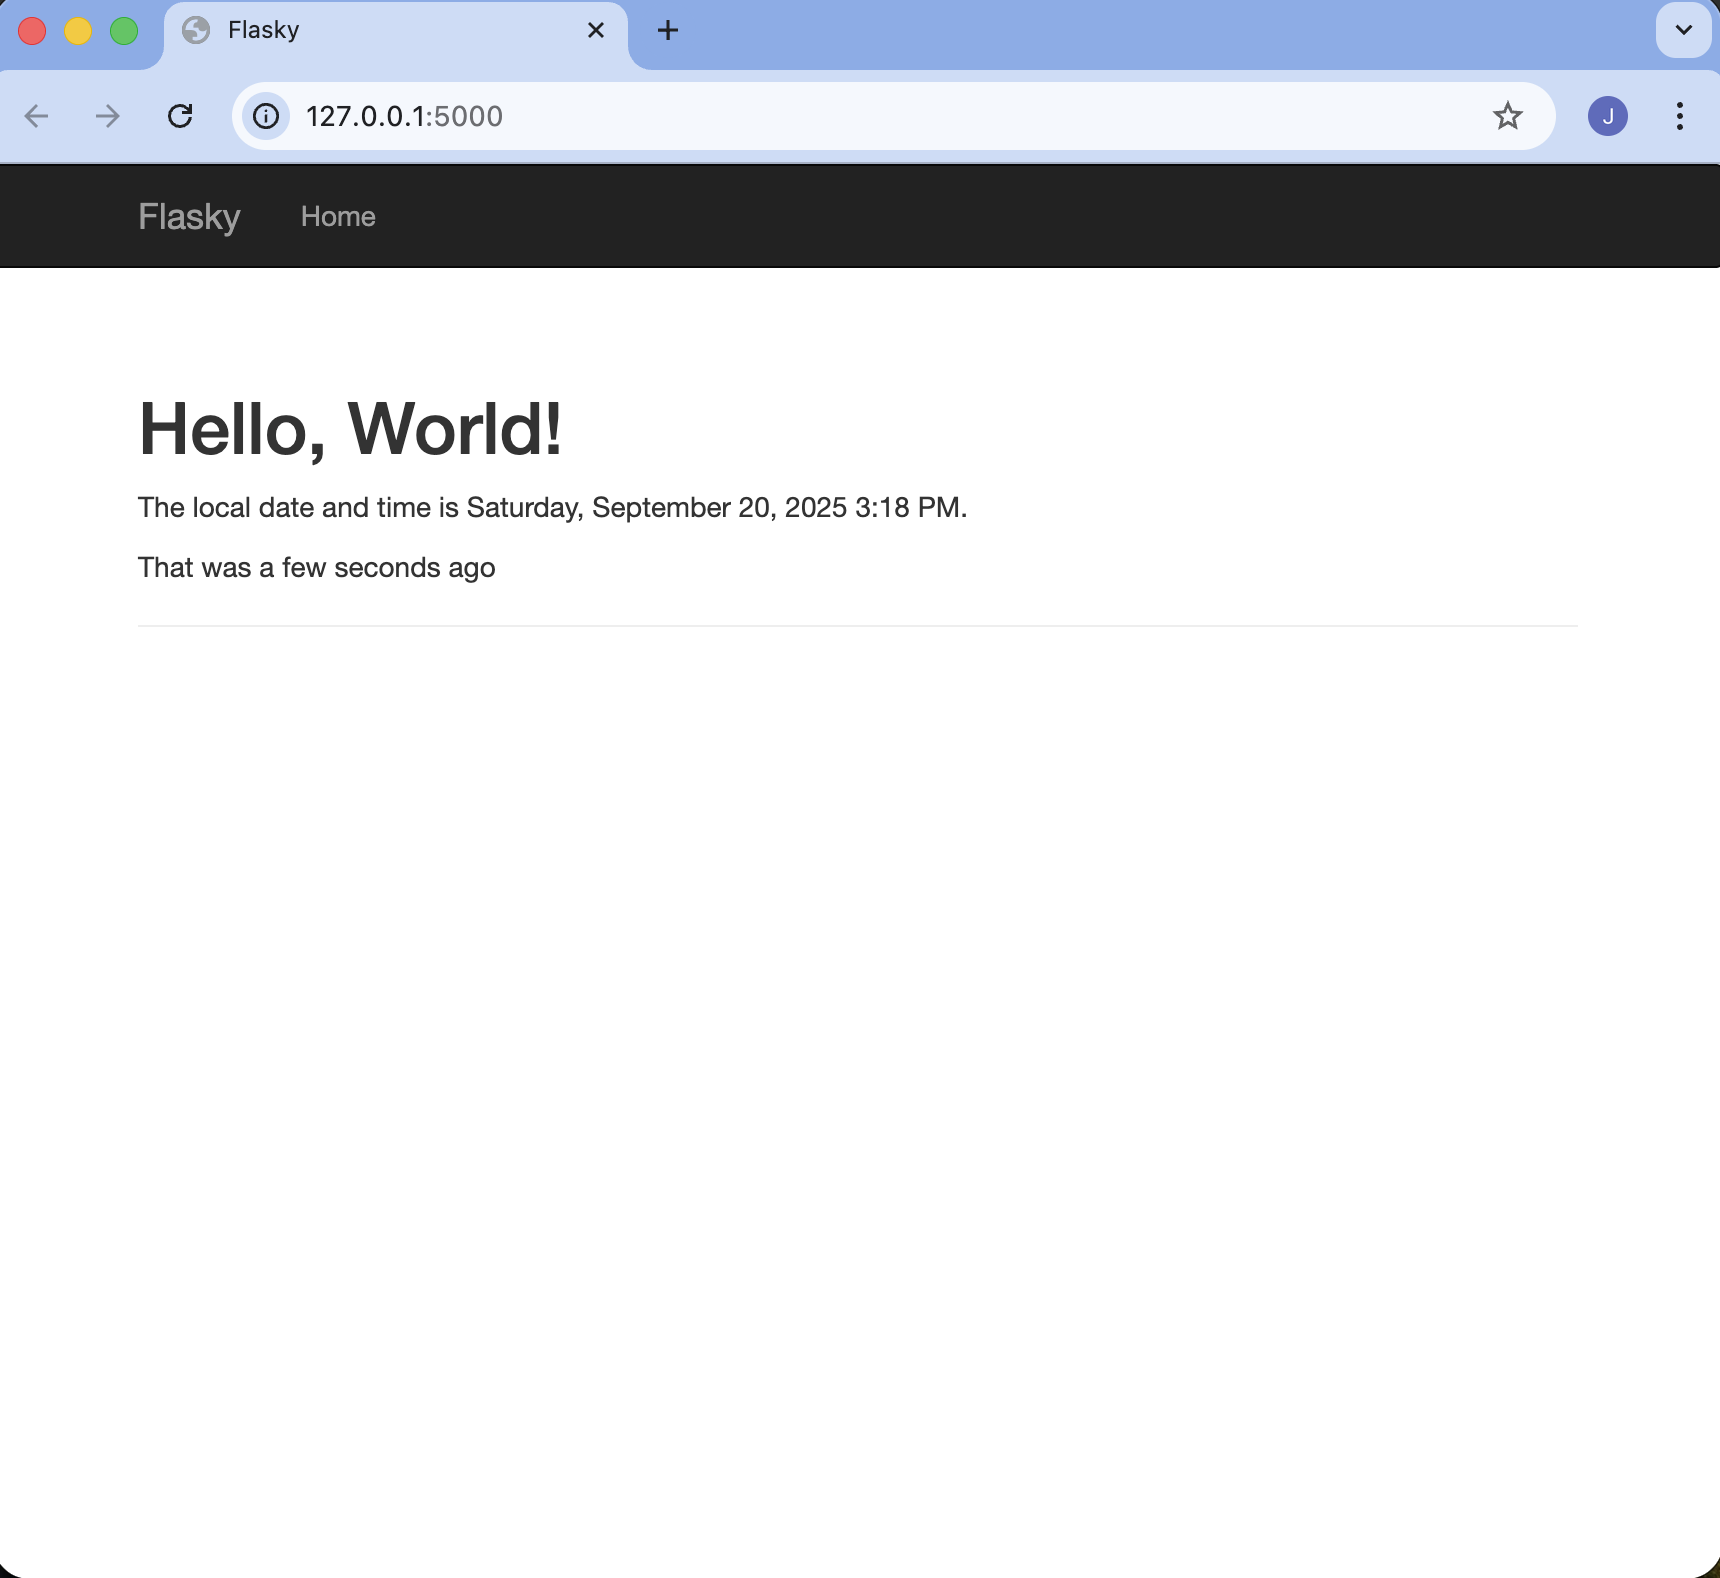 Flasky
127.0.0.1:5000
J
Flasky Home
Hello, World!
The local date and time is Saturday, September 20, 2025 3:18 PM.
That was a few seconds ago